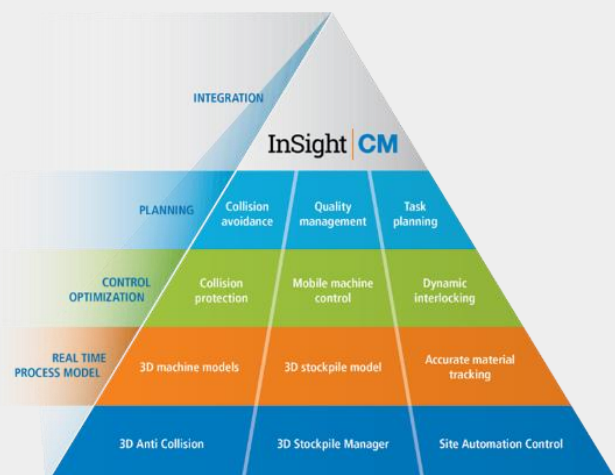 INTEGRATION
InSight|CM
PLANNING
Collision
avoidance
Quality
management
Task
planning
CONTROL
OPTIMIZATION
Collision
protection
Mobile machine
control
Dynamic
interlocking
REAL TIME
PROCESS MODEL
3D machine models
3D stockpile model
Accurate material
tracking
3D Anti Collision
3D Stockpile Manager
Site Automation Control